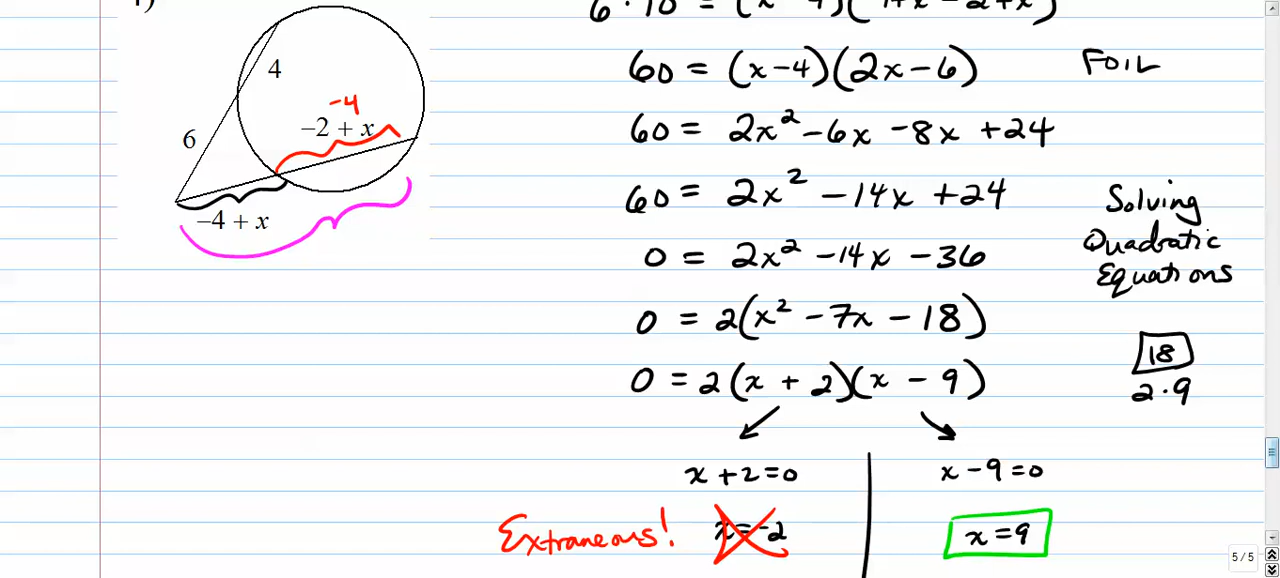 4
6
-4
−2 + x
−4 + x
60 = (x-4)(2x-6)
FOIL
60 = 2x² -6x -8x +24
60 = 2x² -14x +24
Solving
Quadratic
Equations
0 = 2x² -14x -36
0 = 2(x² -7x -18)
18
2·9
0 = 2(x + 2)(x - 9)
x +2=0
x -9=0
Extraneous!
x=-2
x=9
5 / 5